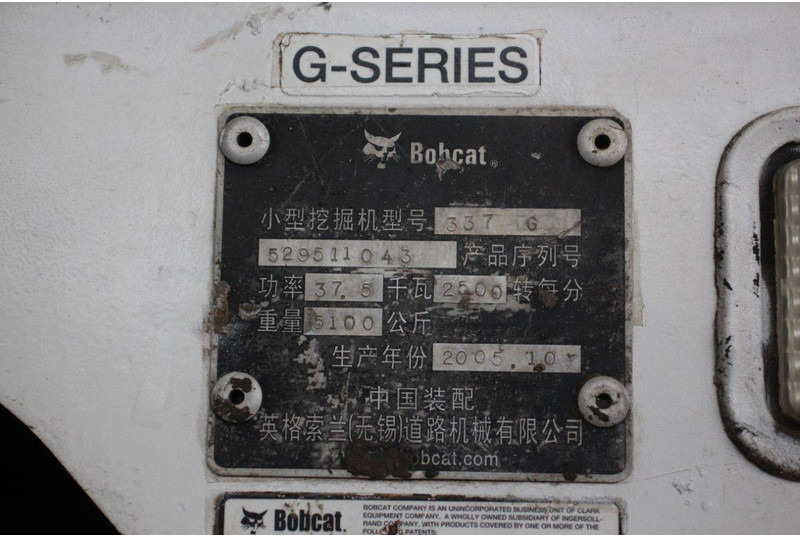 G-SERIES
Bobcat®
小型挖掘机型号 337 G
529511043 产品序列号
功率 37.5 千瓦 2500 转每分
重量 5100 公斤
生产年份 2005.10
中国装配
英格索兰(无锡)道路机械有限公司
obcat.com
Bobcat.
BOBCAT COMPANY IS AN UNINCORPORATED BUSINESS UNIT OF CLARK
EQUIPMENT COMPANY, A WHOLLY OWNED SUBSIDIARY OF INGERSOLL-
RAND COMPANY, WITH PRODUCTS COVERED BY ONE OR MORE OF THE
FOLLOWING PATENTS: